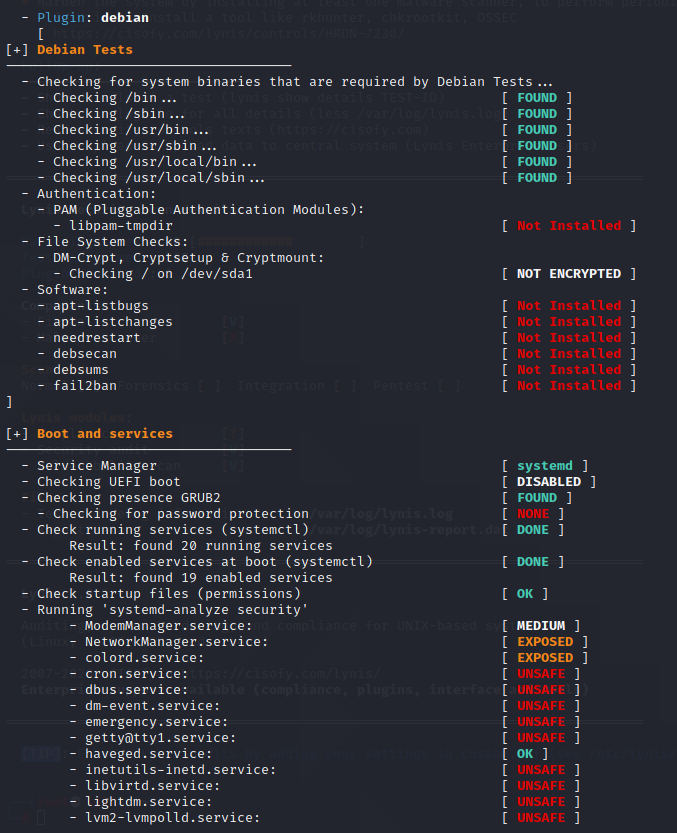 - Plugin: debian
[
[+] Debian Tests
------------------------------------
- Checking for system binaries that are required by Debian Tests...
- Checking /bin... [ FOUND ]
- Checking /sbin... [ FOUND ]
- Checking /usr/bin... [ FOUND ]
- Checking /usr/sbin... [ FOUND ]
- Checking /usr/local/bin... [ FOUND ]
- Checking /usr/local/sbin... [ FOUND ]
- Authentication:
- PAM (Pluggable Authentication Modules):
- libpam-tmpdir [ Not Installed ]
- File System Checks:
- DM-Crypt, Cryptsetup & Cryptmount:
- Checking / on /dev/sda1 [ NOT ENCRYPTED ]
- Software:
- apt-listbugs [ Not Installed ]
- apt-listchanges [ Not Installed ]
- needrestart [ Not Installed ]
- debsecan [ Not Installed ]
- debsums [ Not Installed ]
- fail2ban [ Not Installed ]
]
[+] Boot and services
------------------------------------
- Service Manager [ systemd ]
- Checking UEFI boot [ DISABLED ]
- Checking presence GRUB2 [ FOUND ]
- Checking for password protection [ NONE ]
- Check running services (systemctl) [ DONE ]
Result: found 20 running services
- Check enabled services at boot (systemctl) [ DONE ]
Result: found 19 enabled services
- Check startup files (permissions) [ OK ]
- Running 'systemd-analyze security'
- ModemManager.service: [ MEDIUM ]
- NetworkManager.service: [ EXPOSED ]
- colord.service: [ EXPOSED ]
- cron.service: [ UNSAFE ]
- dbus.service: [ UNSAFE ]
- dm-event.service: [ UNSAFE ]
- emergency.service: [ UNSAFE ]
- getty@tty1.service: [ UNSAFE ]
- haveged.service: [ OK ]
- inetutils-inetd.service: [ UNSAFE ]
- libvirtd.service: [ UNSAFE ]
- lightdm.service: [ UNSAFE ]
- lvm2-lvmpolld.service: [ UNSAFE ]